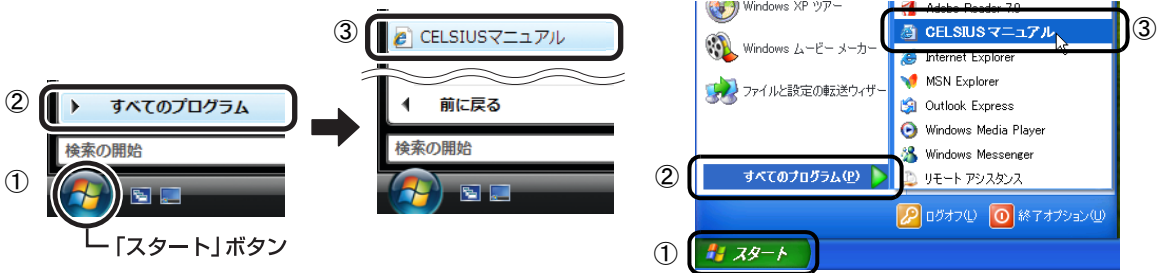 ③
CELSIUSマニュアル
②
すべてのプログラム
前に戻る
検索の開始
検索の開始
①
「スタート」ボタン
Windows XP ツアー
Windows ムービー メーカー
ファイルと設定の転送ウィザー
Adobe Reader 7.0
CELSIUS マニュアル
③
Internet Explorer
MSN Explorer
Outlook Express
Windows Media Player
Windows Messenger
リモート アシスタンス
②
すべてのプログラム(P)
ログオフ(L)
終了オプション(U)
①
スタート